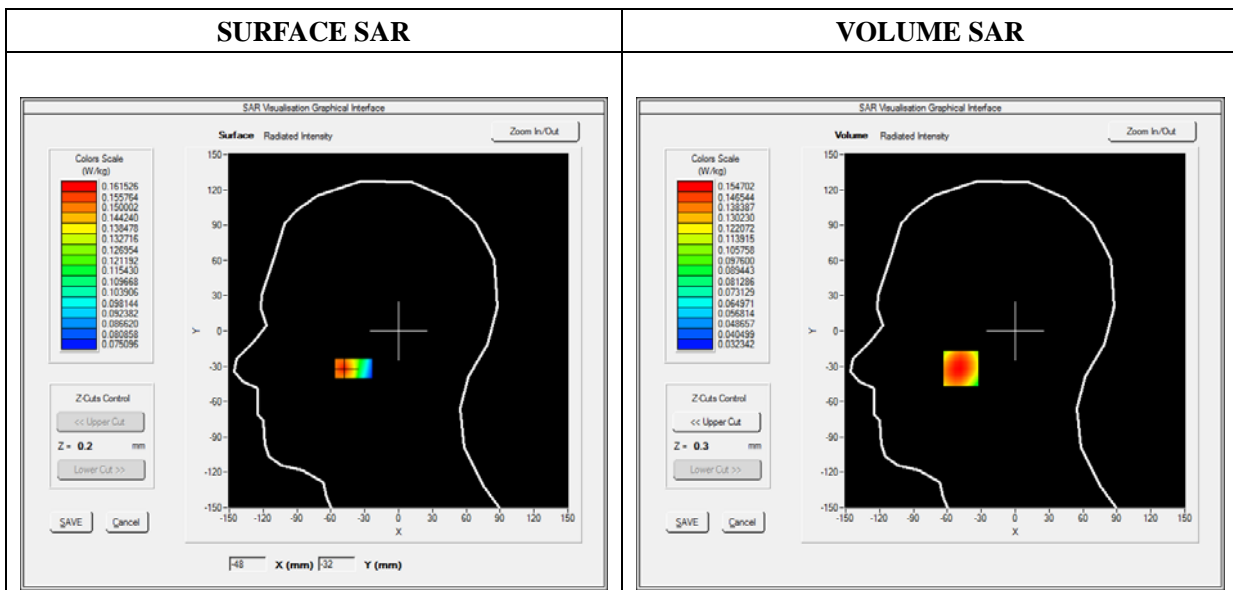 SURFACE SAR
VOLUME SAR
SAR Visualisation Graphical Interface
Surface Radiated Intensity
Zoom In/Out
Colors Scale
(W/kg)
0.161526
0.155764
0.150002
0.144240
0.138478
0.132716
0.126954
0.121192
0.115430
0.109668
0.103906
0.098144
0.092382
0.086620
0.080858
0.075096
150
120
90
60
30
0
-30
-60
-90
-120
-150
Y
-150 -120 -90 -60 -30 0 30 60 90 120 150
X
Z-Cuts Control
<< Upper Cut
Z = 0.2 mm
Lower Cut >>
SAVE Cancel
-48 X (mm) -32 Y (mm)
SAR Visualisation Graphical Interface
Volume Radiated Intensity
Zoom In/Out
Colors Scale
(W/kg)
0.154702
0.146544
0.138387
0.130230
0.122072
0.113915
0.105758
0.097600
0.089443
0.081286
0.073129
0.064971
0.056814
0.048657
0.040499
0.032342
150
120
90
60
30
0
-30
-60
-90
-120
-150
Y
-150 -120 -90 -60 -30 0 30 60 90 120 150
X
Z-Cuts Control
<< Upper Cut
Z = 0.3 mm
Lower Cut >>
SAVE Cancel